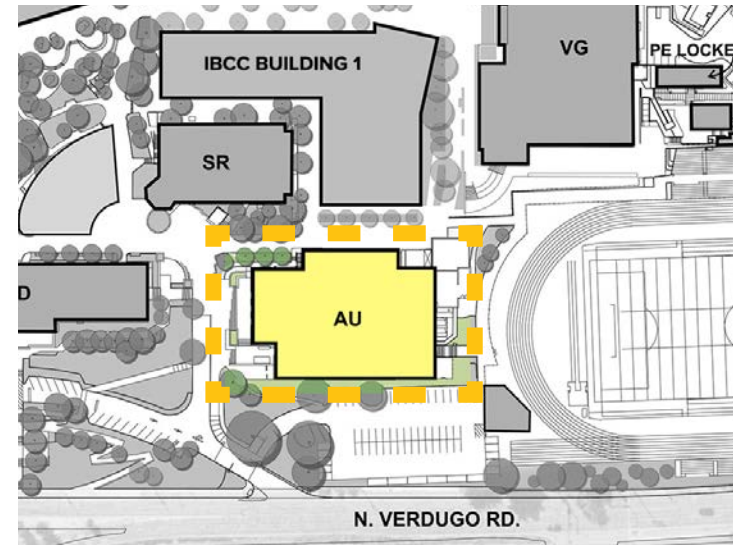 IBCC BUILDING 1
VG
PE LOCKE
SR
D
AU
N. VERDUGO RD.